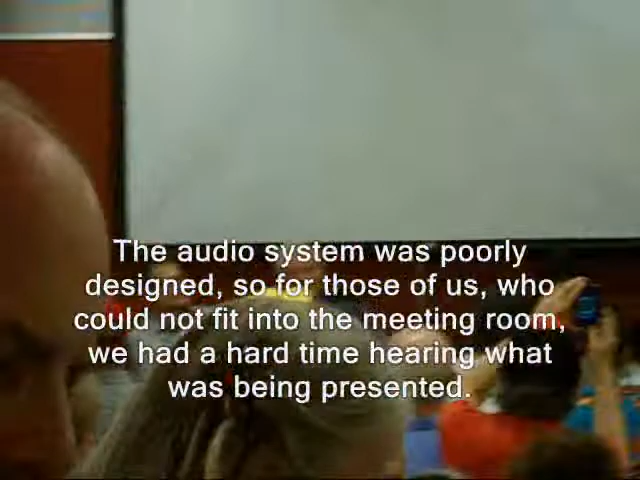 The audio system was poorly
designed, so for those of us, who
could not fit into the meeting room,
we had a hard time hearing what
was being presented.